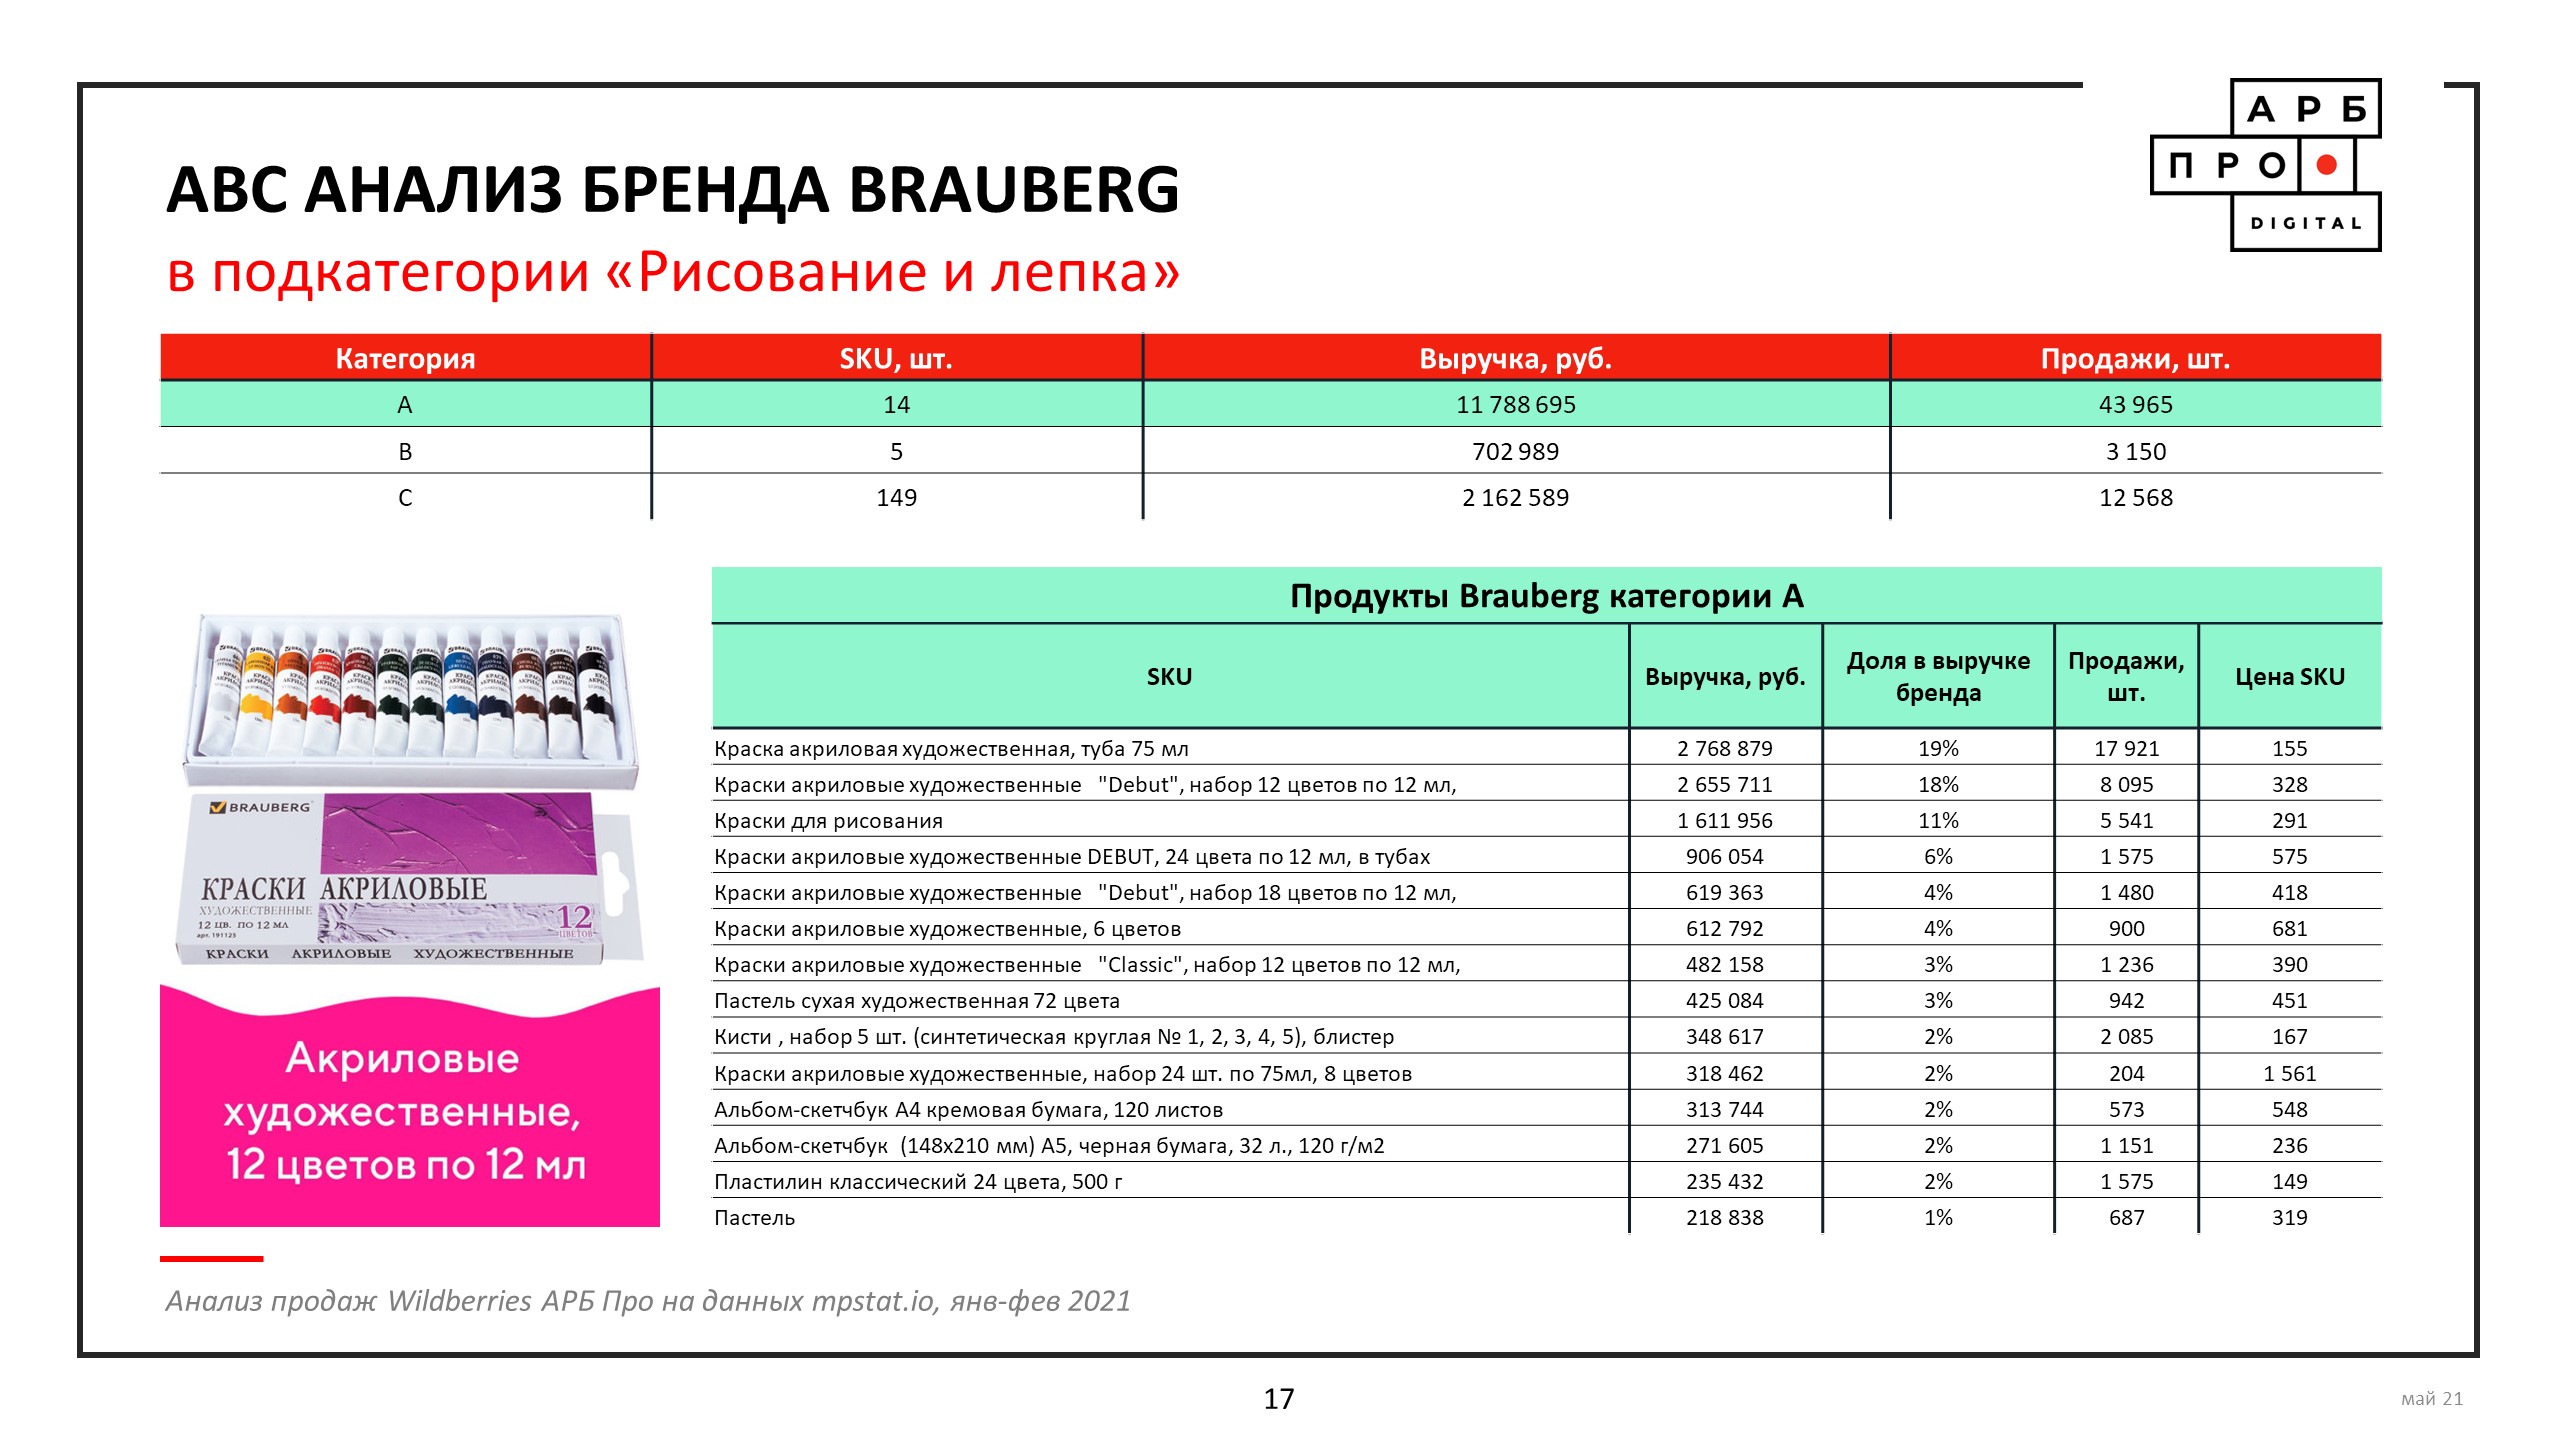 АРБ
ПРО
DIGITAL
АВС АНАЛИЗ БРЕНДА BRAUBERG
в подкатегории «Рисование и лепка»
Категория SKU, шт. Выручка, руб. Продажи, шт.
A 14 11 788 695 43 965
B 5 702 989 3 150
C 149 2 162 589 12 568
Продукты Brauberg категории А
SKU Выручка, руб. Доля в выручке бренда Продажи, шт. Цена SKU
Краска акриловая художественная, туба 75 мл 2 768 879 19% 17 921 155
Краски акриловые художественные "Debut", набор 12 цветов по 12 мл, 2 655 711 18% 8 095 328
Краски для рисования 1 611 956 11% 5 541 291
Краски акриловые художественные DEBUT, 24 цвета по 12 мл, в тубах 906 054 6% 1 575 575
Краски акриловые художественные "Debut", набор 18 цветов по 12 мл, 619 363 4% 1 480 418
Краски акриловые художественные, 6 цветов 612 792 4% 900 681
Краски акриловые художественные "Classic", набор 12 цветов по 12 мл, 482 158 3% 1 236 390
Пастель сухая художественная 72 цвета 425 084 3% 942 451
Кисти , набор 5 шт. (синтетическая круглая № 1, 2, 3, 4, 5), блистер 348 617 2% 2 085 167
Краски акриловые художественные, набор 24 шт. по 75мл, 8 цветов 318 462 2% 204 1 561
Альбом-скетчбук А4 кремовая бумага, 120 листов 313 744 2% 573 548
Альбом-скетчбук (148х210 мм) А5, черная бумага, 32 л., 120 г/м2 271 605 2% 1 151 236
Пластилин классический 24 цвета, 500 г 235 432 2% 1 575 149
Пастель 218 838 1% 687 319
BRAUBERG
КРАСКИ АКРИЛОВЫЕ
ХУДОЖЕСТВЕННЫЕ
12 ЦВ. ПО 12 МЛ
арт. 191123
12
ЦВЕТОВ
КРАСКИ АКРИЛОВЫЕ ХУДОЖЕСТВЕННЫЕ
Акриловые
художественные,
12 цветов по 12 мл
Анализ продаж Wildberries АРБ Про на данных mpstat.io, янв-фев 2021
17
май 21